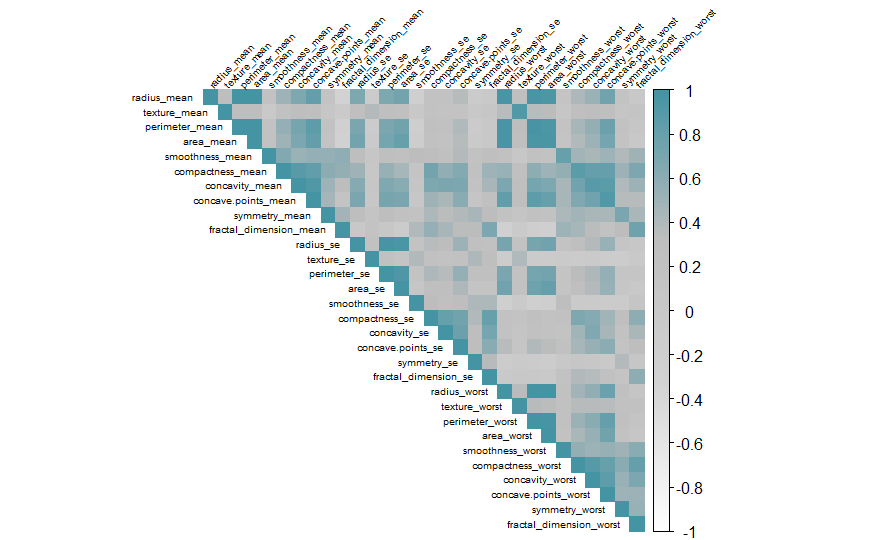 radius_mean
texture_mean
perimeter_mean
area_mean
smoothness_mean
compactness_mean
concavity_mean
concave.points_mean
symmetry_mean
fractal_dimension_mean
radius_se
texture_se
perimeter_se
area_se
smoothness_se
compactness_se
concavity_se
concave.points_se
symmetry_se
fractal_dimension_se
radius_worst
texture_worst
perimeter_worst
area_worst
smoothness_worst
compactness_worst
concavity_worst
concave.points_worst
symmetry_worst
fractal_dimension_worst
radius_mean
texture_mean
perimeter_mean
area_mean
smoothness_mean
compactness_mean
concavity_mean
concave.points_mean
symmetry_mean
fractal_dimension_mean
radius_se
texture_se
perimeter_se
area_se
smoothness_se
compactness_se
concavity_se
concave.points_se
symmetry_se
fractal_dimension_se
radius_worst
texture_worst
perimeter_worst
area_worst
smoothness_worst
compactness_worst
concavity_worst
concave.points_worst
symmetry_worst
fractal_dimension_worst
1
0.8
0.6
0.4
0.2
0
-0.2
-0.4
-0.6
-0.8
-1